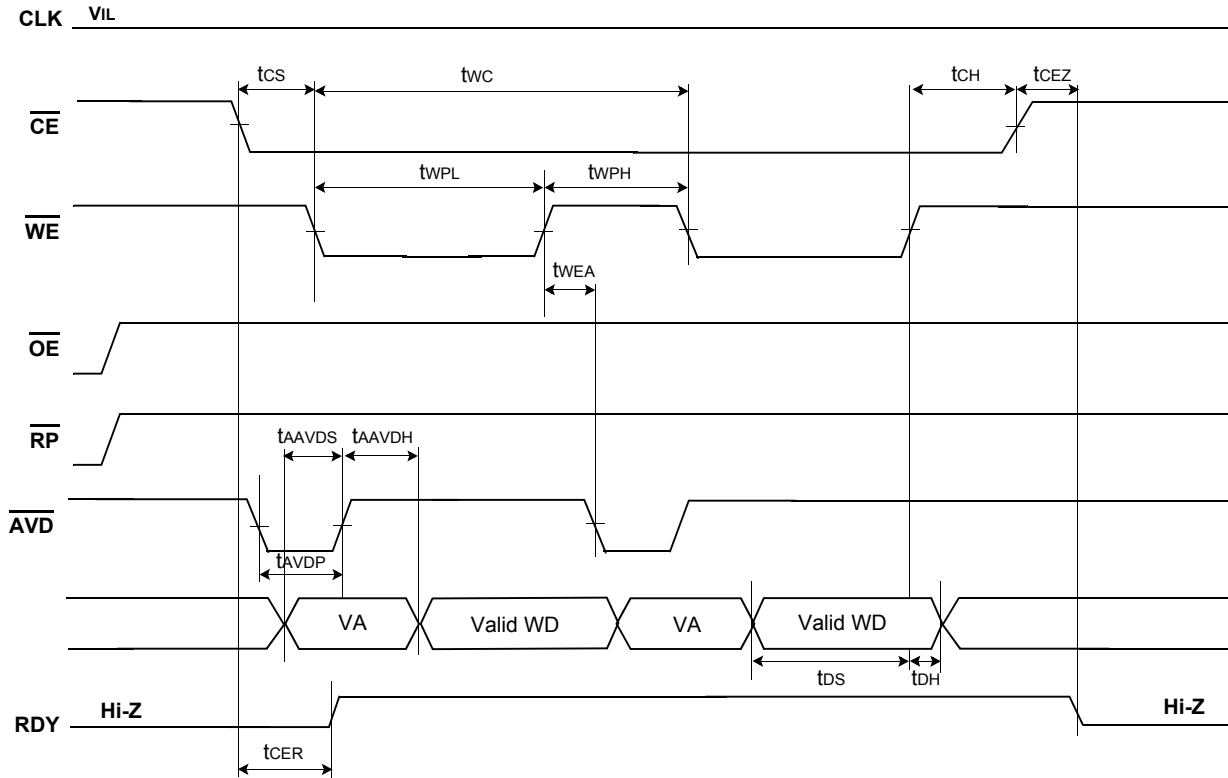 CLK VIL
tCS tWC tCH tCEZ
CE
tWPL tWPH
WE
tWEA
OE
RP
tAAVDS tAAVDH
AVD
tAVDP
VA Valid WD VA Valid WD
tDS tDH
RDY Hi-Z Hi-Z
tCER